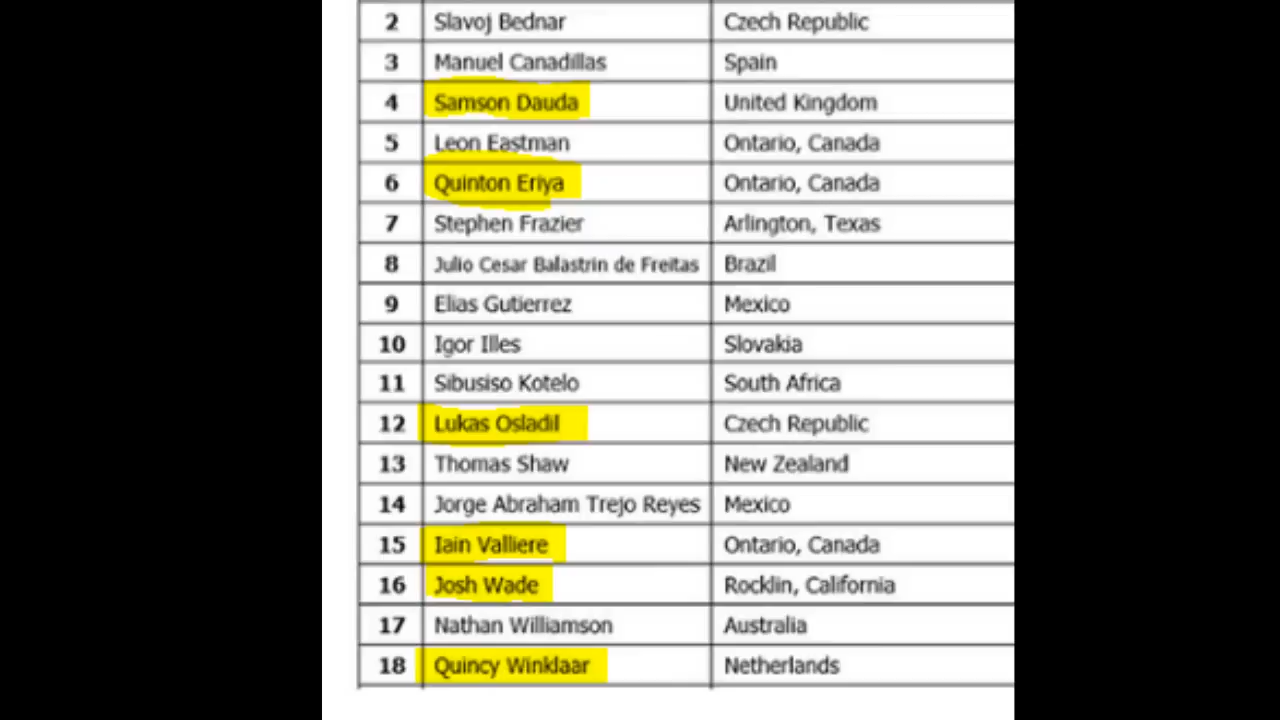 2 Slavoj Bednar Czech Republic
3 Manuel Canadillas Spain
4 Samson Dauda United Kingdom
5 Leon Eastman Ontario, Canada
6 Quinton Eriya Ontario, Canada
7 Stephen Frazier Arlington, Texas
8 Julio Cesar Balastrin de Freitas Brazil
9 Elias Gutierrez Mexico
10 Igor Illes Slovakia
11 Sibusiso Kotelo South Africa
12 Lukas Osladil Czech Republic
13 Thomas Shaw New Zealand
14 Jorge Abraham Trejo Reyes Mexico
15 Iain Valliere Ontario, Canada
16 Josh Wade Rocklin, California
17 Nathan Williamson Australia
18 Quincy Winklaar Netherlands